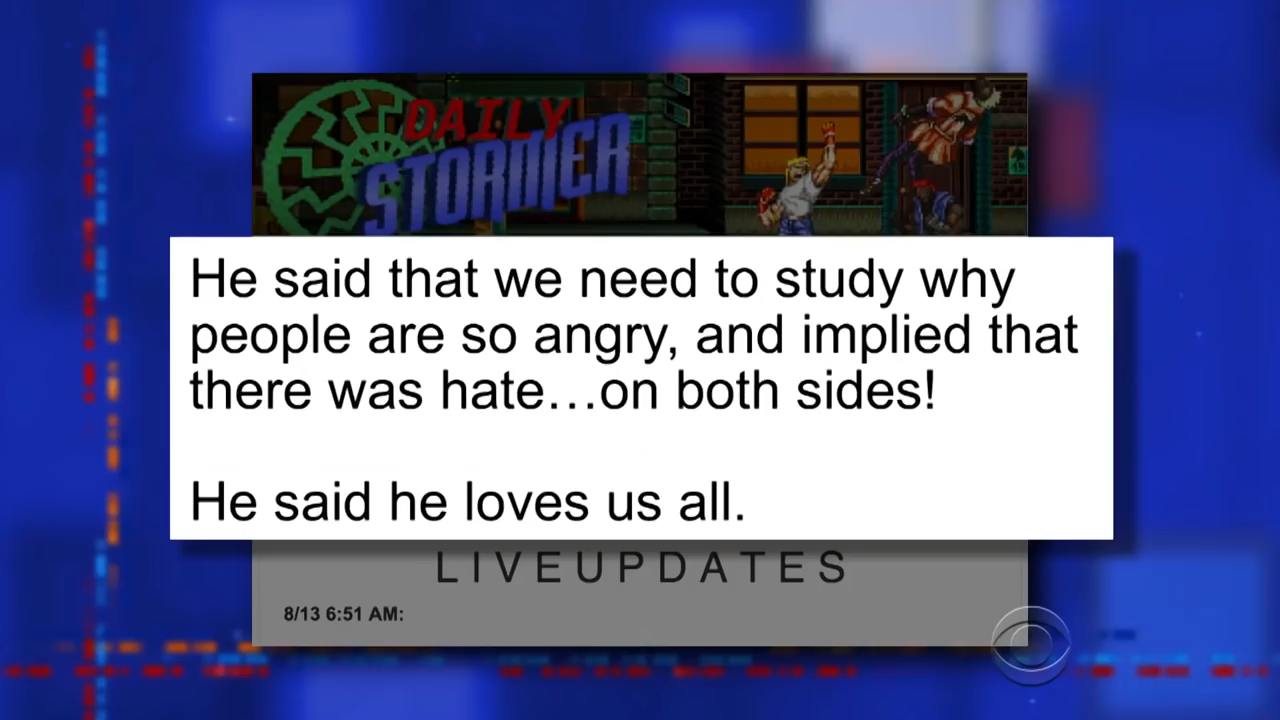 DAILY
STORMER
He said that we need to study why
people are so angry, and implied that
there was hate...on both sides!
He said he loves us all.
LIVEUPDATES
8/13 6:51 AM: